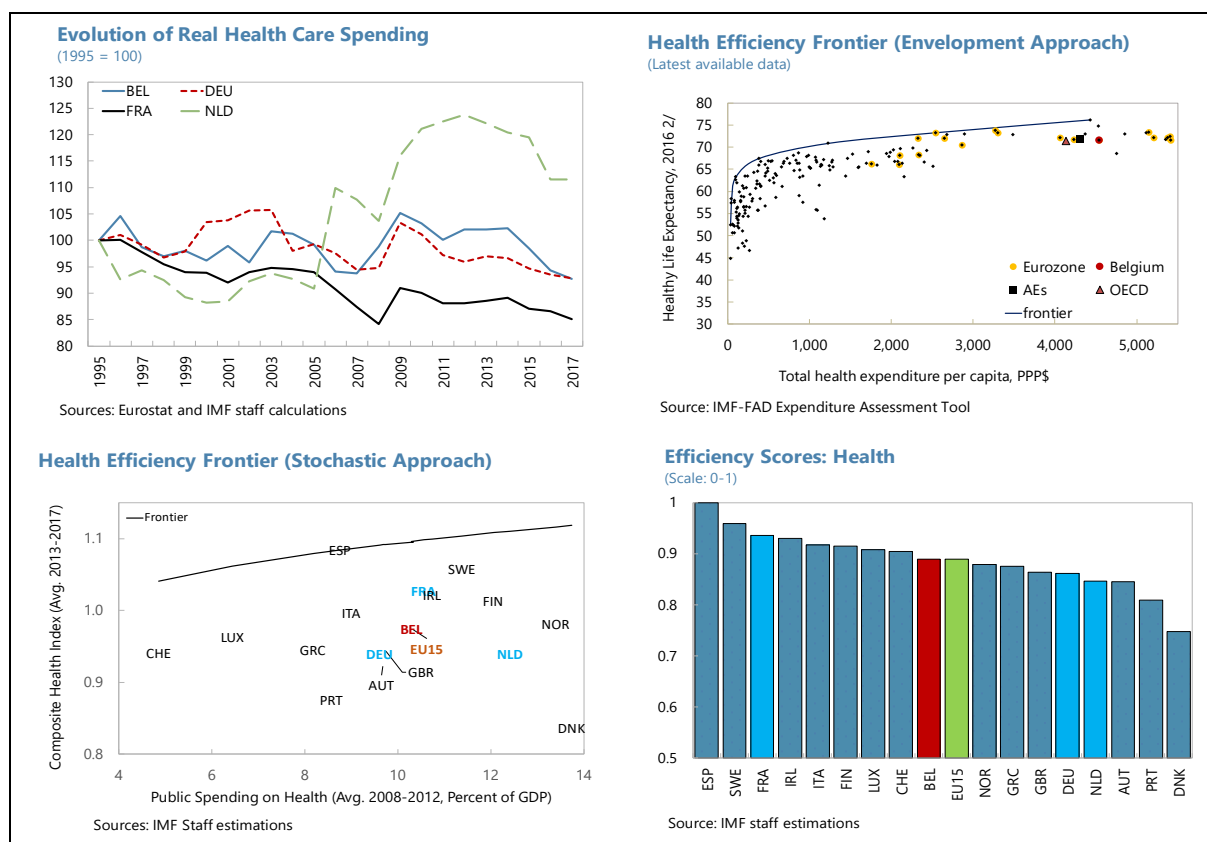 Evolution of Real Health Care Spending
(1995 = 100)
130
125
120
115
110
105
100
95
90
85
80
BEL
DEU
FRA
NLD
1995
1997
1999
2001
2003
2005
2007
2009
2011
2013
2015
2017
Sources: Eurostat and IMF staff calculations
Health Efficiency Frontier (Envelopment Approach)
(Latest available data)
Healthy Life Expectancy, 2016 2/
80
75
70
65
60
55
50
45
40
35
30
Eurozone
Belgium
AEs
OECD
frontier
0
1,000
2,000
3,000
4,000
5,000
Total health expenditure per capita, PPP$
Source: IMF-FAD Expenditure Assessment Tool
Health Efficiency Frontier (Stochastic Approach)
Composite Health Index (Avg. 2013-2017)
Frontier
1.1
1.0
0.9
0.8
ESP
SWE
FRA
IRL
FIN
ITA
BEL
NOR
LUX
CHE
GRC
EU15
DEU
NLD
GBR
AUT
PRT
DNK
4
6
8
10
12
14
Public Spending on Health (Avg. 2008-2012, Percent of GDP)
Sources: IMF Staff estimations
Efficiency Scores: Health
(Scale: 0-1)
1
0.9
0.8
0.7
0.6
0.5
ESP
SWE
FRA
IRL
ITA
FIN
LUX
CHE
BEL
EU15
NOR
GRC
GBR
DEU
NLD
AUT
PRT
DNK
Source: IMF staff estimations